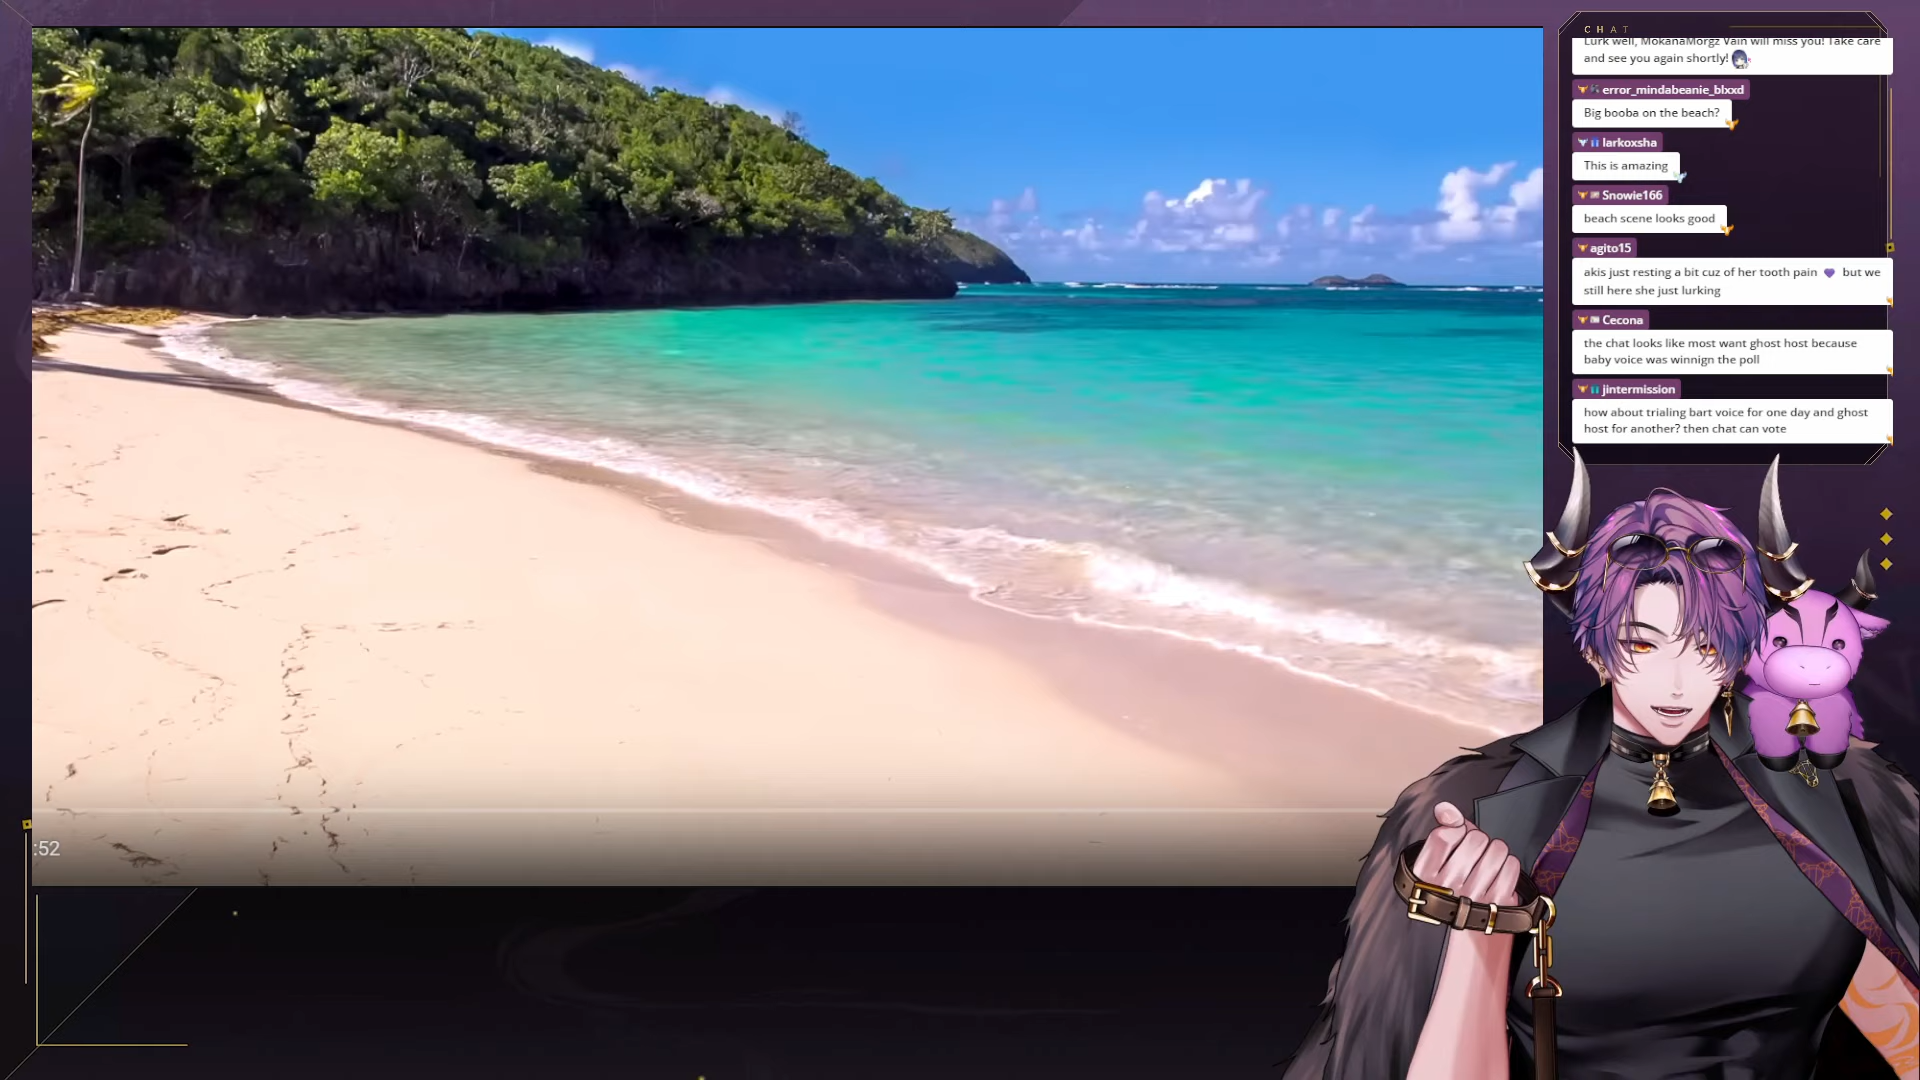 CHAT
Lurk well, MokanaMorgz Vain will miss you! Take care
and see you again shortly!
error_mindabeanie_blxxd
Big booba on the beach?
larkoxsha
This is amazing
Snowie166
beach scene looks good
agito15
akis just resting a bit cuz of her tooth pain 💜 but we
still here she just lurking
Cecona
the chat looks like most want ghost host because
baby voice was winnign the poll
jintermission
how about trialing bart voice for one day and ghost
host for another? then chat can vote
:52